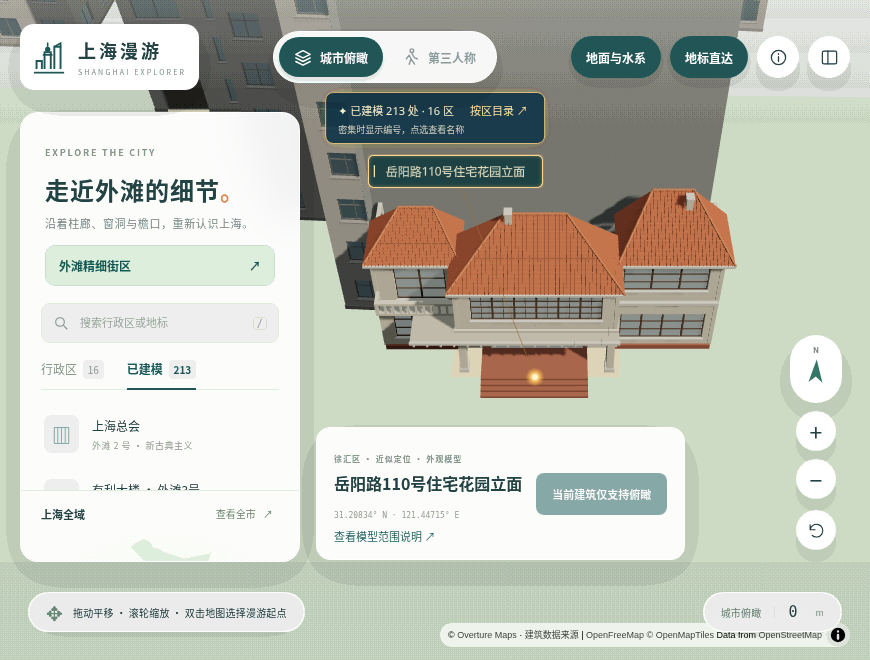 上海漫游
SHANGHAI EXPLORER
城市俯瞰
第三人称
地面与水系
地标直达
✦ 已建模 213 处 · 16 区 按区目录 ↗
密集时显示编号，点选查看名称
岳阳路110号住宅花园立面
EXPLORE THE CITY
走近外滩的细节。
沿着柱廊、窗洞与檐口，重新认识上海。
外滩精细街区 ↗
搜索行政区或地标 /
行政区 16 已建模 213
上海总会
外滩 2 号 · 新古典主义
有利大楼 · 外滩3号
上海全域 查看全市 ↗
徐汇区 · 近似定位 · 外观模型
岳阳路110号住宅花园立面
31.20834° N · 121.44715° E
查看模型范围说明 ↗
当前建筑仅支持俯瞰
N
+
−
拖动平移 · 滚轮缩放 · 双击地图选择漫游起点
城市俯瞰 0 m
© Overture Maps · 建筑数据来源 | OpenFreeMap © OpenMapTiles Data from OpenStreetMap